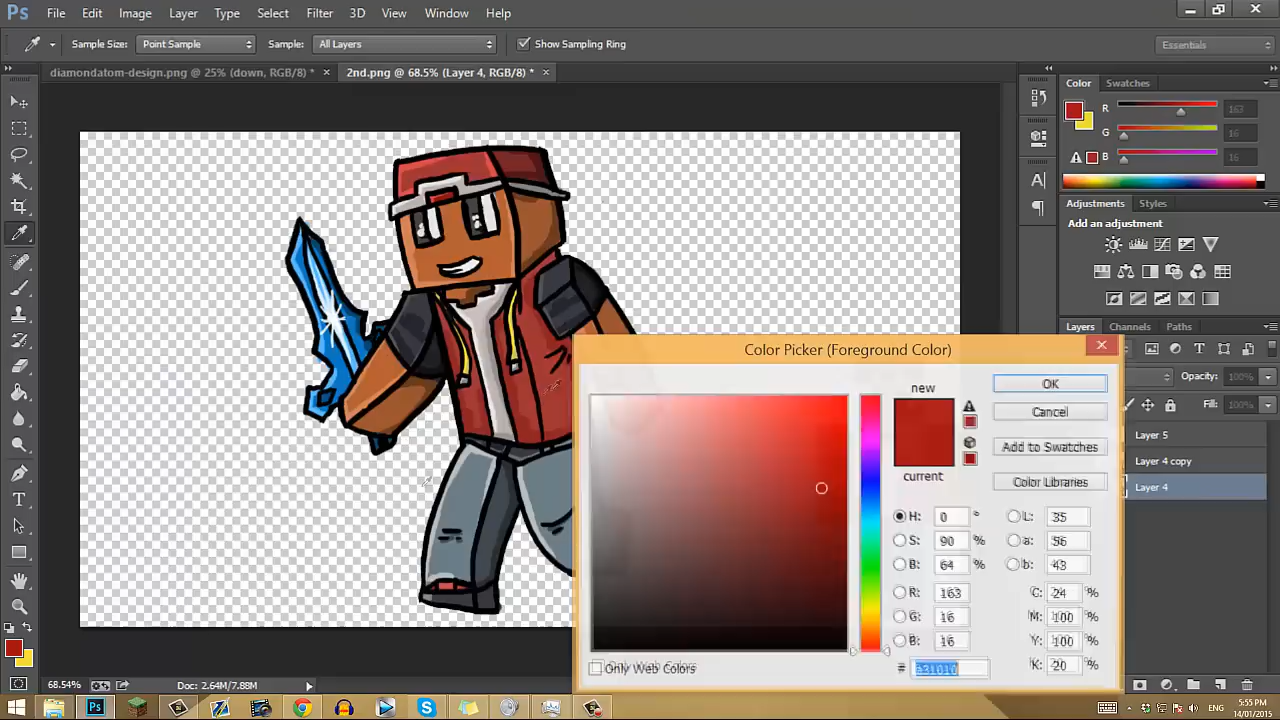 Ps File Edit Image Layer Type Select Filter 3D View Window Help
Sample Size: Point Sample Sample: All Layers Show Sampling Ring Essentials
diamondatom-design.png @ 25% (down, RGB/8) * × 2nd.png @ 68.5% (Layer 4, RGB/8) * ×
Color Swatches
R 163
G 16
B 16
Adjustments Styles
Add an adjustment
Layers Channels Paths
Opacity: 100%
Fill: 100%
Layer 5
Layer 4 copy
Layer 4
Color Picker (Foreground Color)
new
current
OK
Cancel
Add to Swatches
Color Libraries
H: 0 ° L: 35
S: 90 % a: 56
B: 64 % b: 43
R: 163 C: 24 %
G: 16 M: 100 %
B: 16 Y: 100 %
# a31010 K: 20 %
Only Web Colors
68.54% Doc: 2.64M/7.88M
5:55 PM
14/01/2015